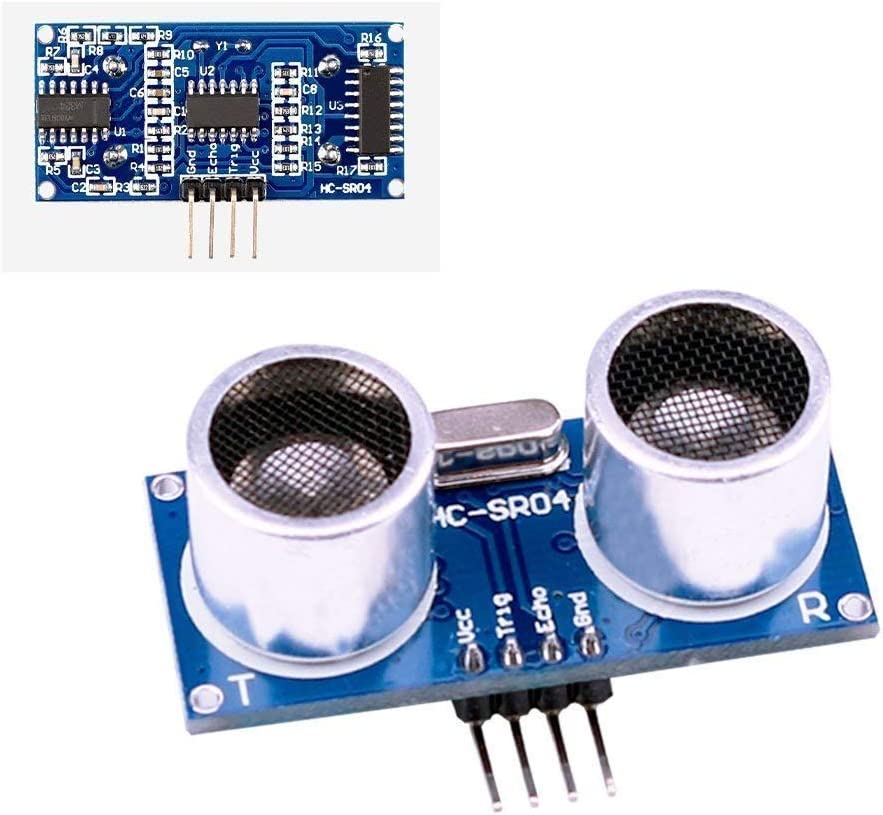 R6
R8
R9
R7
C4
R10
C5
C6
C1
R2
R1
R4
U1
R5
C3
C2
R3
Y1
U2
R11
C8
R12
R13
R14
R15
R16
U3
R17
Gnd
Echo
Trig
Vcc
HC-SR04
HC-SR04
Vcc
Trig
Echo
Gnd
T
R